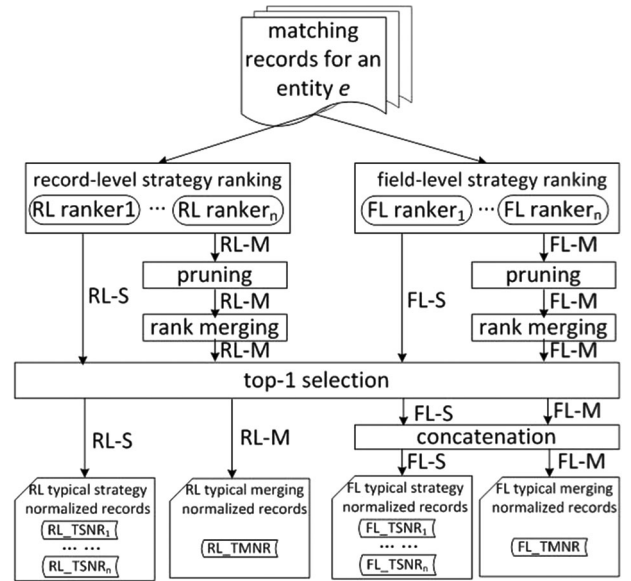 matching
records for an
entity e
record-level strategy ranking
RL ranker1 ... RL rankern
field-level strategy ranking
FL ranker1 ... FL rankern
RL-M
FL-M
pruning
pruning
RL-S
RL-M
FL-S
FL-M
rank merging
rank merging
RL-M
FL-M
top-1 selection
RL-S
RL-M
FL-S
FL-M
concatenation
FL-S
FL-M
RL typical strategy
normalized records
RL_TSNR1
... ...
RL_TSNRn
RL typical merging
normalized records
RL_TMNR
FL typical strategy
normalized records
FL_TSNR1
... ...
FL_TSNRn
FL typical merging
normalized records
FL_TMNR